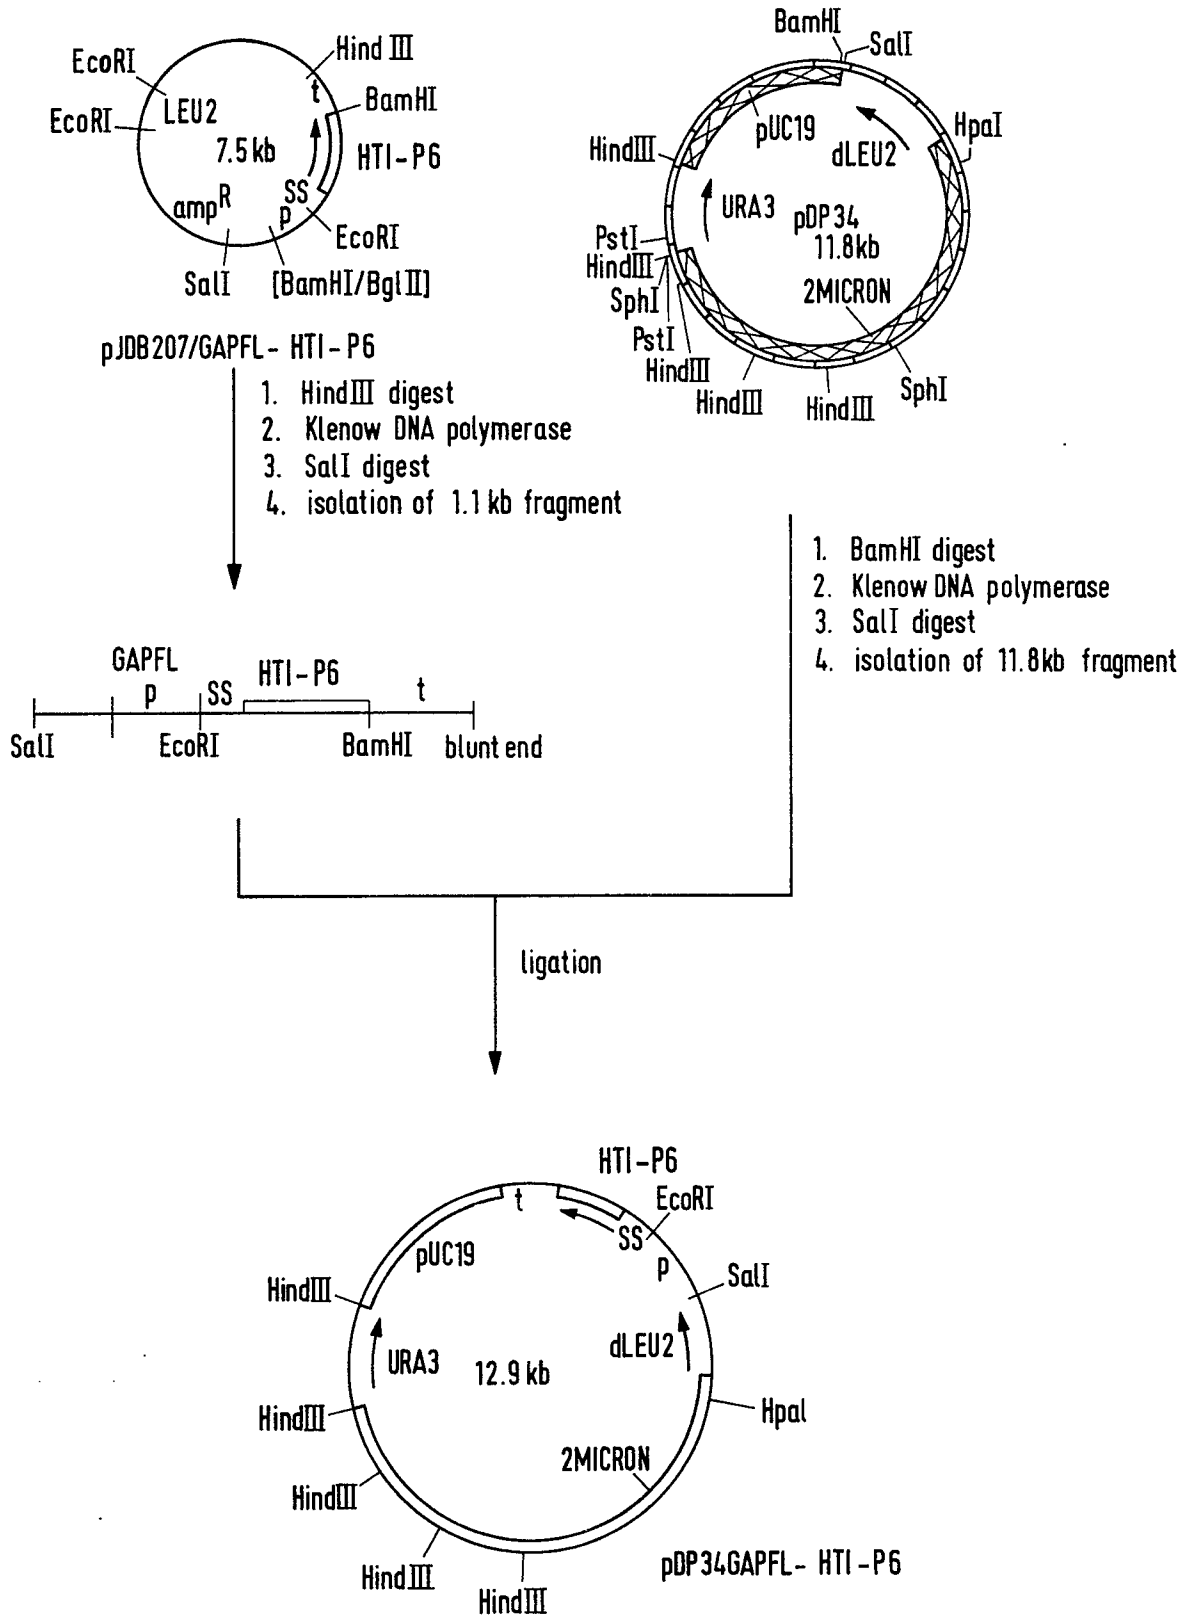 Hind III
EcoRI
LEU2
BamHI
EcoRI
7.5 kb
HTI-P6
t
SS
amp R
p
EcoRI
SalI
[BamHI/BglII]
pJDB207/GAPFL- HTI-P6
BamHI
SalI
pUC19
HpaI
dLEU2
HindIII
URA3
pDP34
11.8kb
PstI
HindIII
2MICRON
SphI
PstI
HindIII
HindIII
HindIII
SphI
1. HindIII digest
2. Klenow DNA polymerase
3. SalI digest
4. isolation of 1.1 kb fragment
1. BamHI digest
2. Klenow DNA polymerase
3. SalI digest
4. isolation of 11.8kb fragment
GAPFL
p
SS
HTI-P6
t
SalI
EcoRI
BamHI
blunt end
ligation
HTI-P6
t
EcoRI
SS
pUC19
p
SalI
HindIII
dLEU2
URA3
12.9 kb
HpaI
HindIII
2MICRON
HindIII
HindIII
HindIII
pDP34GAPFL- HTI-P6